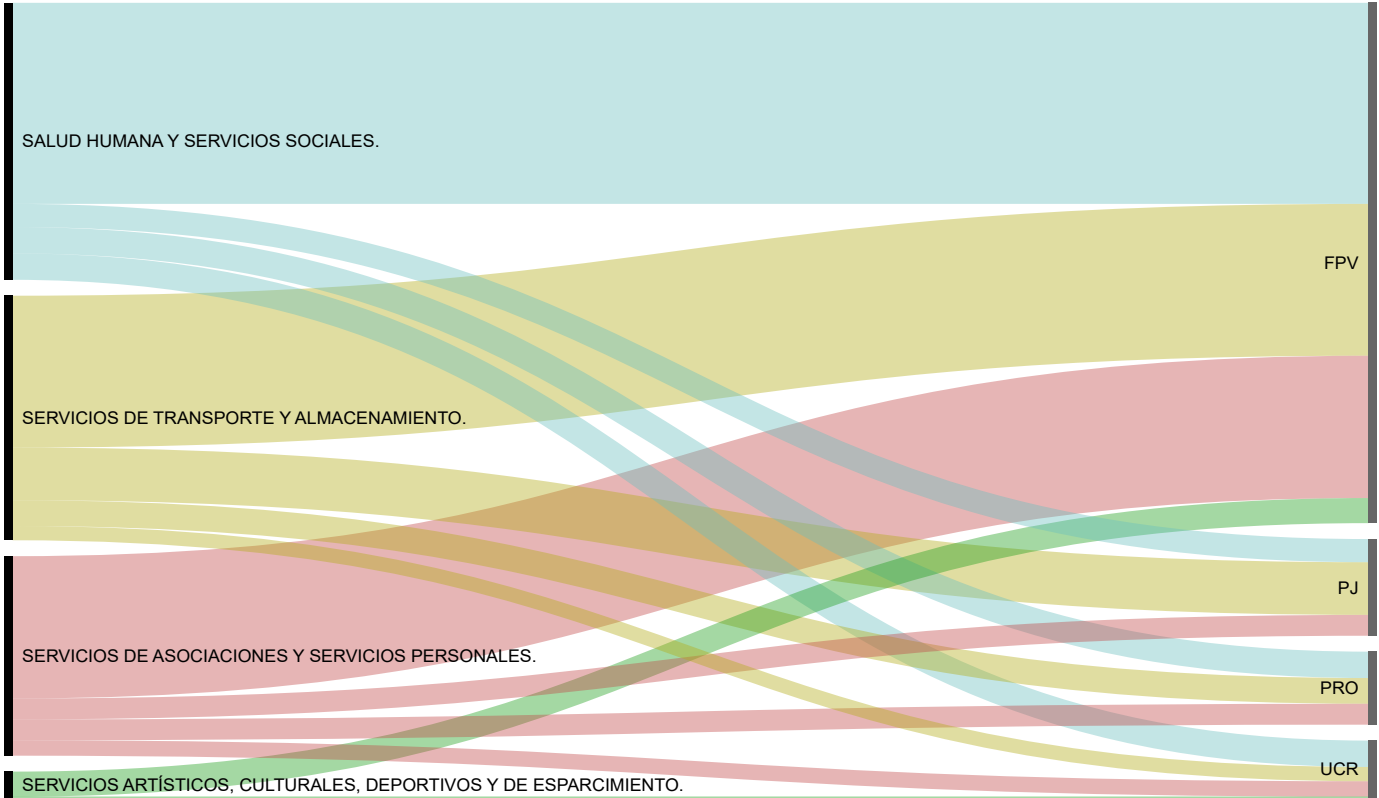 SALUD HUMANA Y SERVICIOS SOCIALES.
FPV
SERVICIOS DE TRANSPORTE Y ALMACENAMIENTO.
PJ
SERVICIOS DE ASOCIACIONES Y SERVICIOS PERSONALES.
PRO
UCR
SERVICIOS ARTÍSTICOS, CULTURALES, DEPORTIVOS Y DE ESPARCIMIENTO.